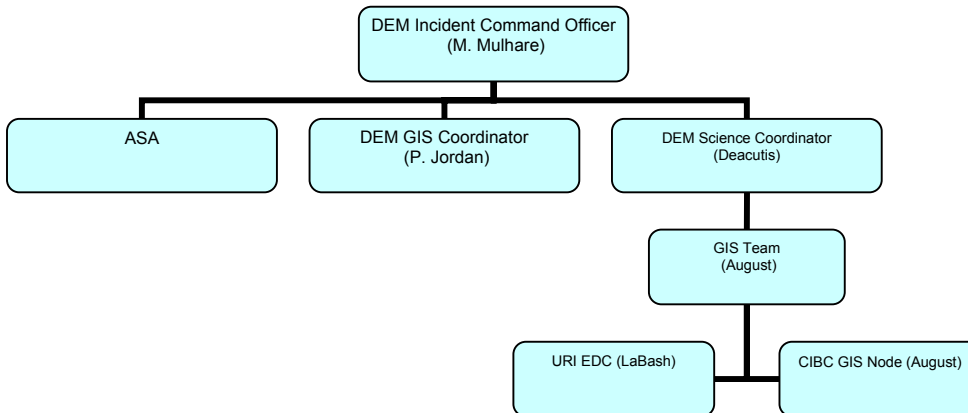 DEM Incident Command Officer
(M. Mulhare)
ASA
DEM GIS Coordinator
(P. Jordan)
DEM Science Coordinator
(Deacutis)
GIS Team
(August)
URI EDC (LaBash)
CIBC GIS Node (August)